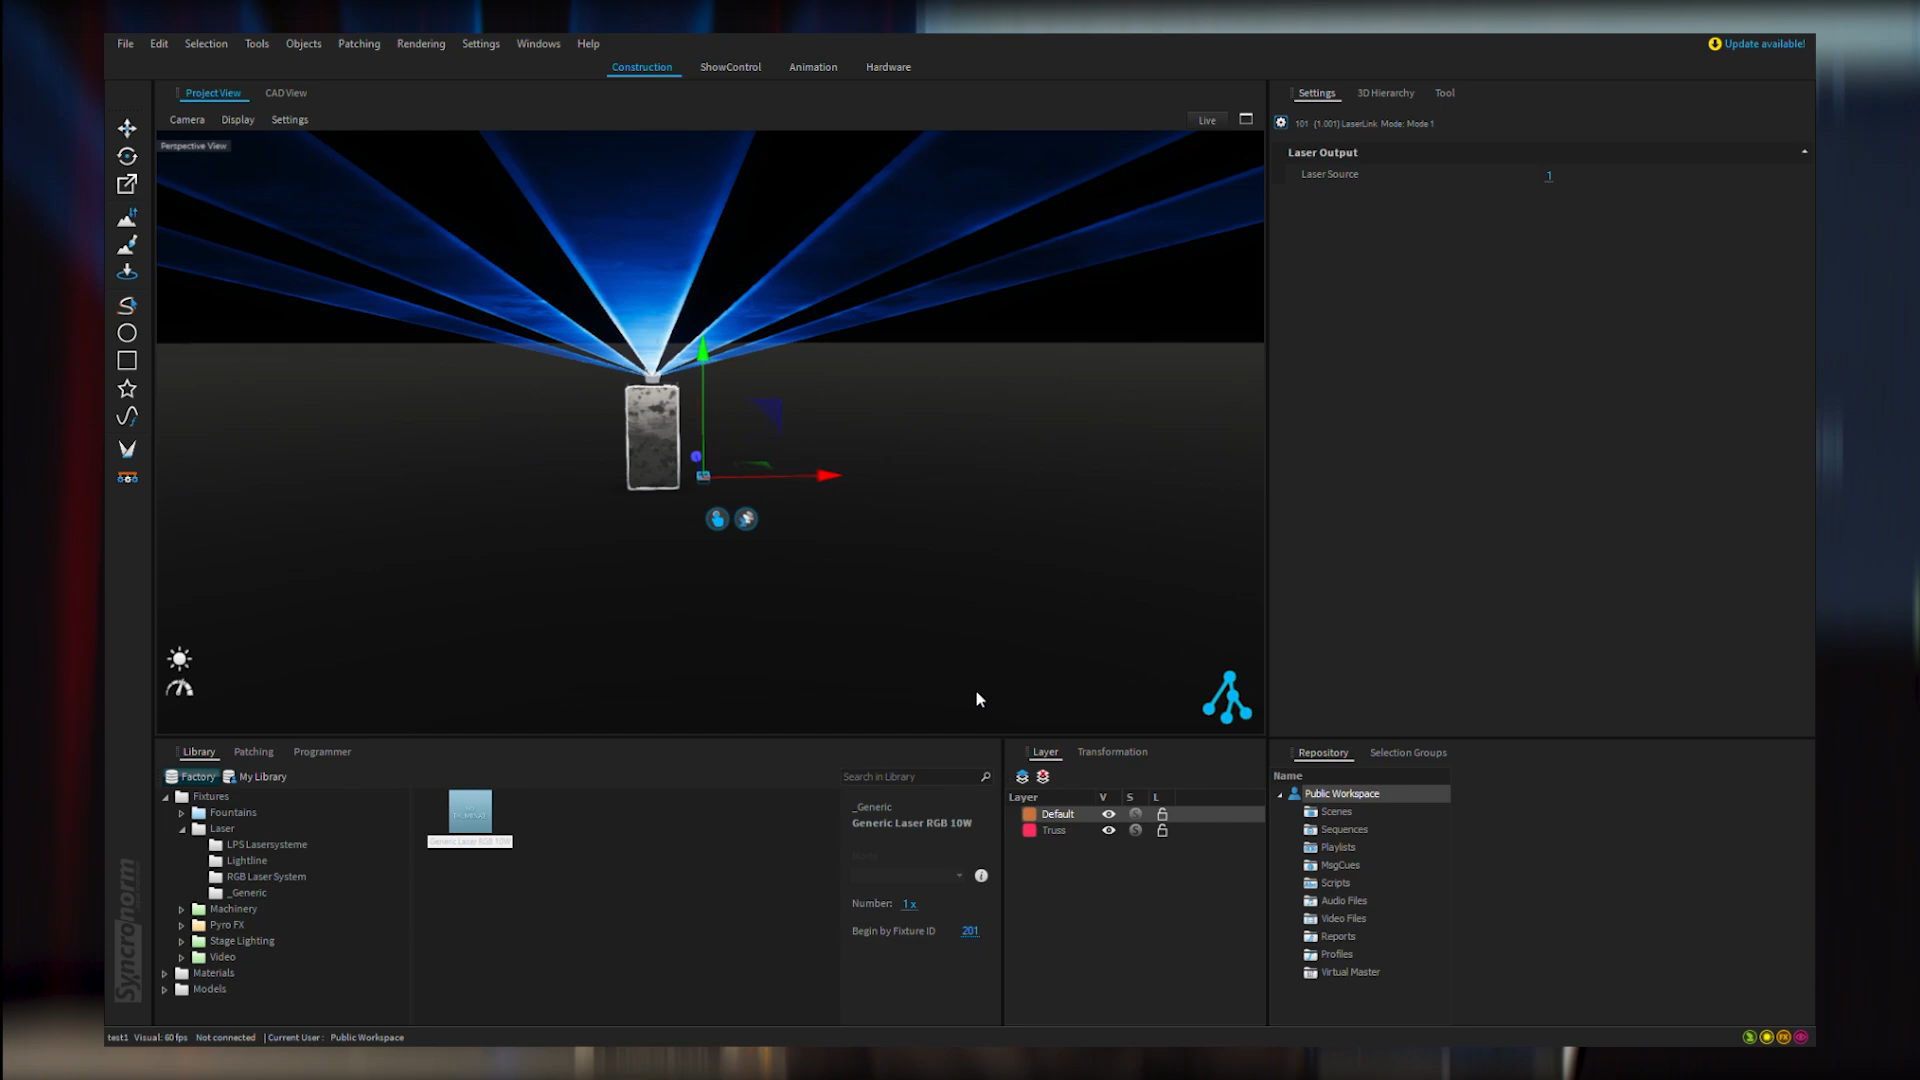 File Edit Selection Tools Objects Patching Rendering Settings Windows Help
Update available!
Construction ShowControl Animation Hardware
Project View CAD View
Camera Display Settings
Live
Perspective View
Settings 3D Hierarchy Tool
101 {1.001} LaserLink Mode: Mode 1
Laser Output
Laser Source 1
Library Patching Programmer
Factory My Library
Search in Library
Fixtures
Fountains
Laser
LPS Lasersysteme
Lightline
RGB Laser System
_Generic
Machinery
Pyro FX
Stage Lighting
Video
Materials
Models
Generic Laser RGB 10W
_Generic
Generic Laser RGB 10W
Number: 1 x
Begin by Fixture ID 201
Layer Transformation
Layer V S L
Default
Truss
Repository Selection Groups
Name
Public Workspace
Scenes
Sequences
Playlists
MsgCues
Scripts
Audio Files
Video Files
Reports
Profiles
Virtual Master
Syncronorm
test1 Visual: 60 fps Not connected | Current User : Public Workspace